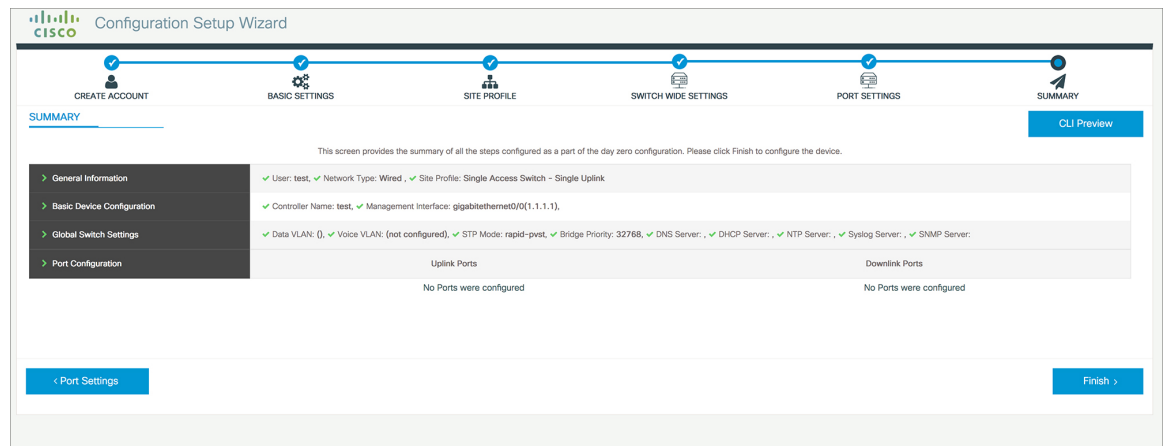 CISCO
Configuration Setup Wizard
CREATE ACCOUNT
BASIC SETTINGS
SITE PROFILE
SWITCH WIDE SETTINGS
PORT SETTINGS
SUMMARY
SUMMARY
CLI Preview
This screen provides the summary of all the steps configured as a part of the day zero configuration. Please click Finish to configure the device.
General Information
User: test, Network Type: Wired , Site Profile: Single Access Switch - Single Uplink
Basic Device Configuration
Controller Name: test, Management Interface: gigabitethernet0/0(1.1.1.1),
Global Switch Settings
Data VLAN: (), Voice VLAN: (not configured), STP Mode: rapid-pvst, Bridge Priority: 32768, DNS Server: , DHCP Server: , NTP Server: , Syslog Server: , SNMP Server:
Port Configuration
Uplink Ports
Downlink Ports
No Ports were configured
No Ports were configured
< Port Settings
Finish >